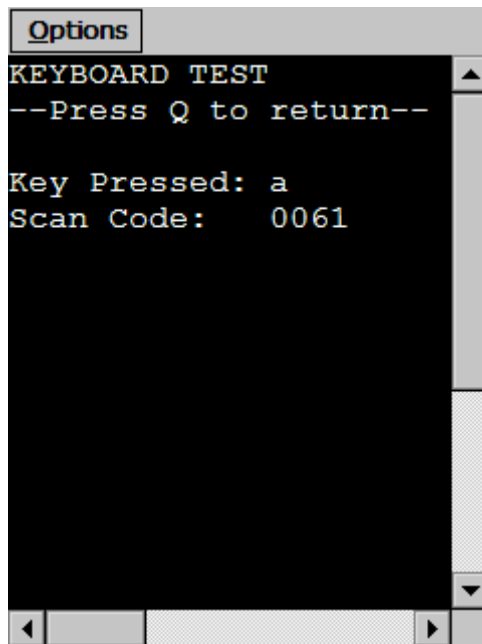 Options
KEYBOARD TEST
--Press Q to return--
Key Pressed: a
Scan Code: 0061